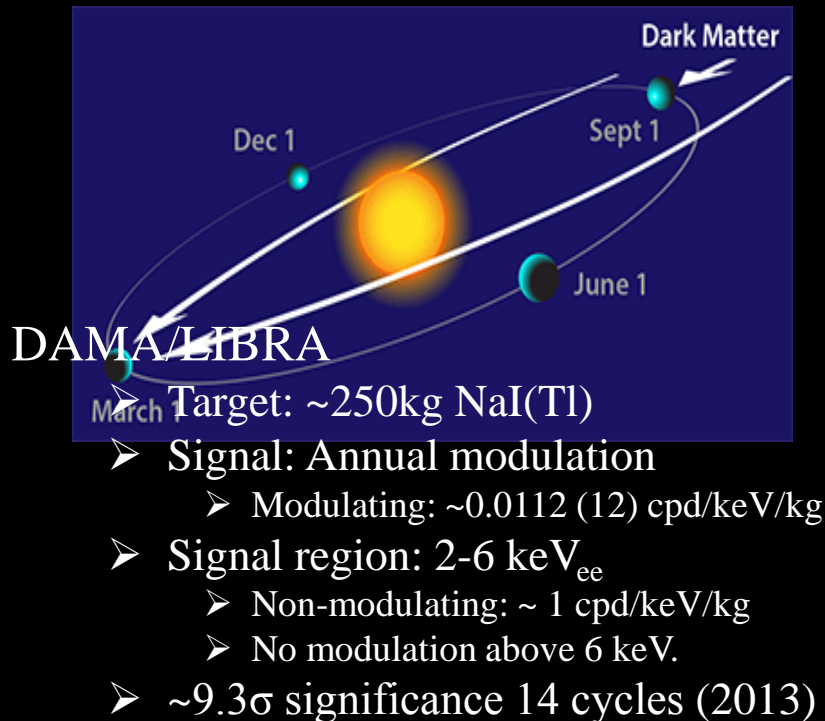 Dark Matter
Sept 1
Dec 1
June 1
DAMA/LIBRA
March 1
➢ Target: ~250kg NaI(Tl)
➢ Signal: Annual modulation
➢ Modulating: ~0.0112 (12) cpd/keV/kg
➢ Signal region: 2-6 keVee
➢ Non-modulating: ~ 1 cpd/keV/kg
➢ No modulation above 6 keV.
➢ ~9.3σ significance 14 cycles (2013)